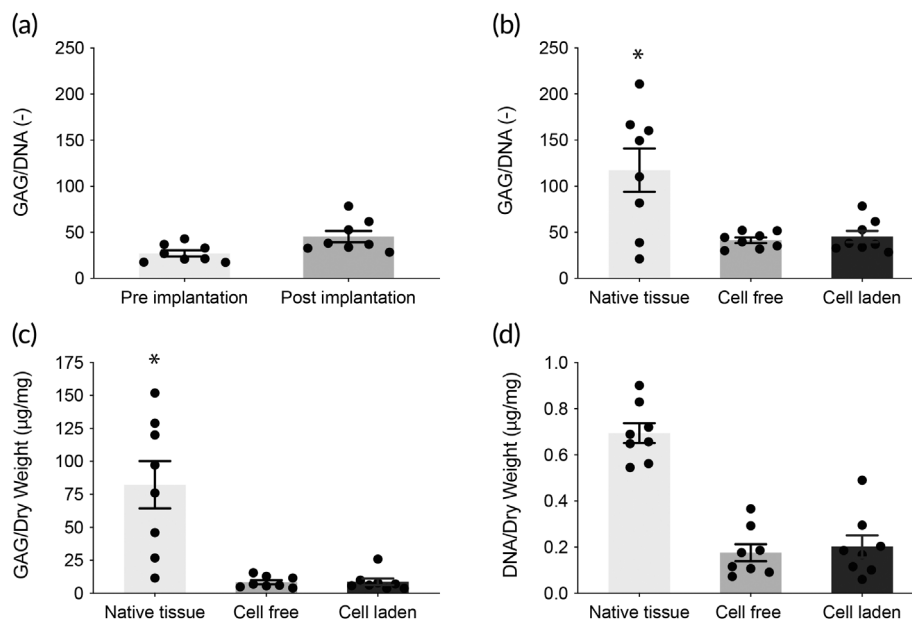 (a)
GAG/DNA (-)
250
200
150
100
50
0
Pre implantation Post implantation
(b)
GAG/DNA (-)
250
200
150
100
50
0
*
Native tissue Cell free Cell laden
(c)
GAG/Dry Weight (µg/mg)
175
150
125
100
75
50
25
0
*
Native tissue Cell free Cell laden
(d)
DNA/Dry Weight (µg/mg)
1.0
0.8
0.6
0.4
0.2
0.0
Native tissue Cell free Cell laden